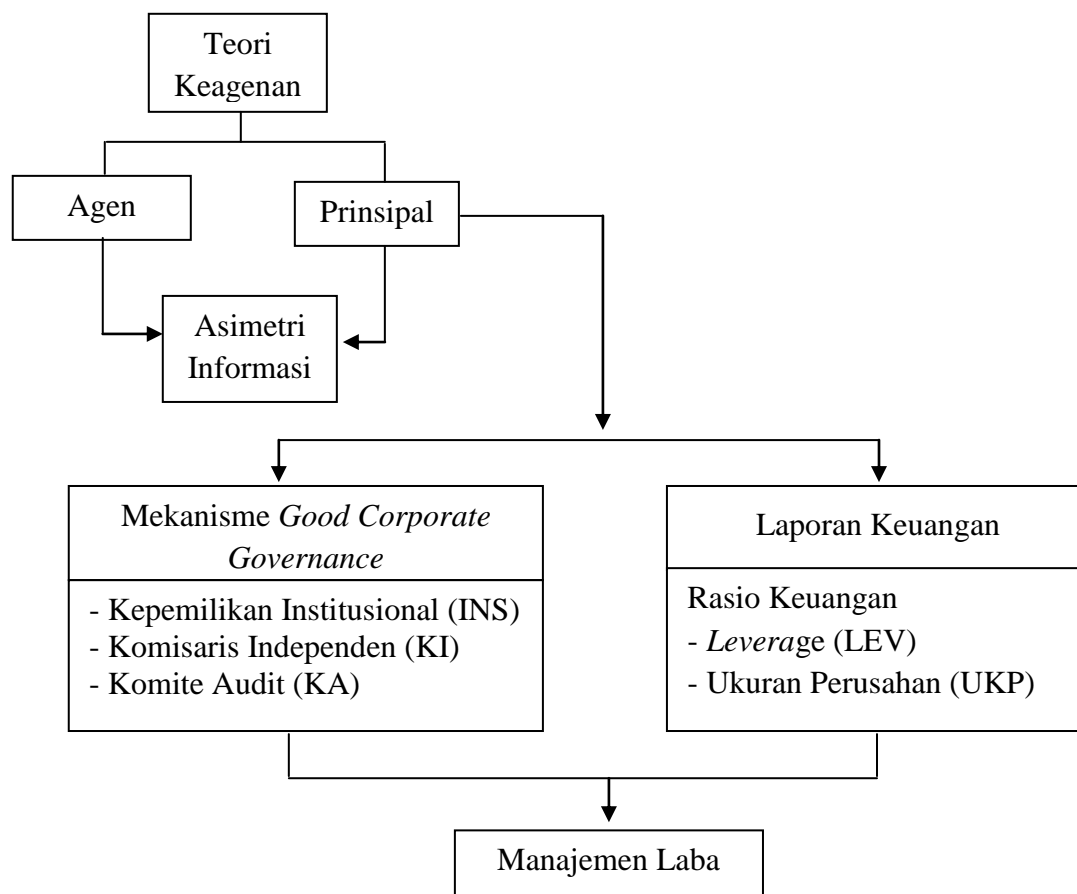 Teori
Keagenan
Agen
Prinsipal
Asimetri
Informasi
Mekanisme Good Corporate
Governance
- Kepemilikan Institusional (INS)
- Komisaris Independen (KI)
- Komite Audit (KA)
Laporan Keuangan
Rasio Keuangan
- Leverage (LEV)
- Ukuran Perusahan (UKP)
Manajemen Laba